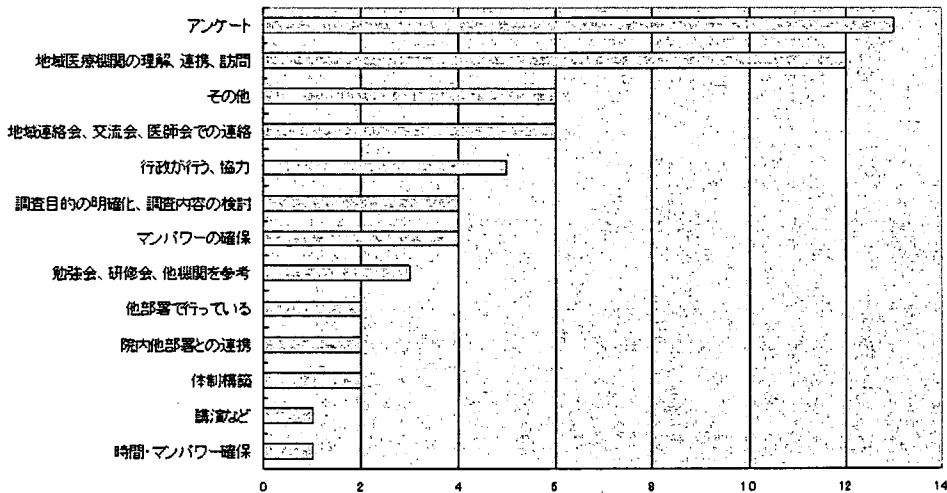 アンケート
地域医療機関の理解、連携、訪問
その他
地域連絡会、交流会、医師会での連絡
行政が行う、協力
調査目的の明確化、調査内容の検討
マンパワーの確保
勉強会、研修会、他機関を参考
他部署で行っている
院内他部署との連携
体制構築
講演など
時間・マンパワー確保
0 2 4 6 8 10 12 14